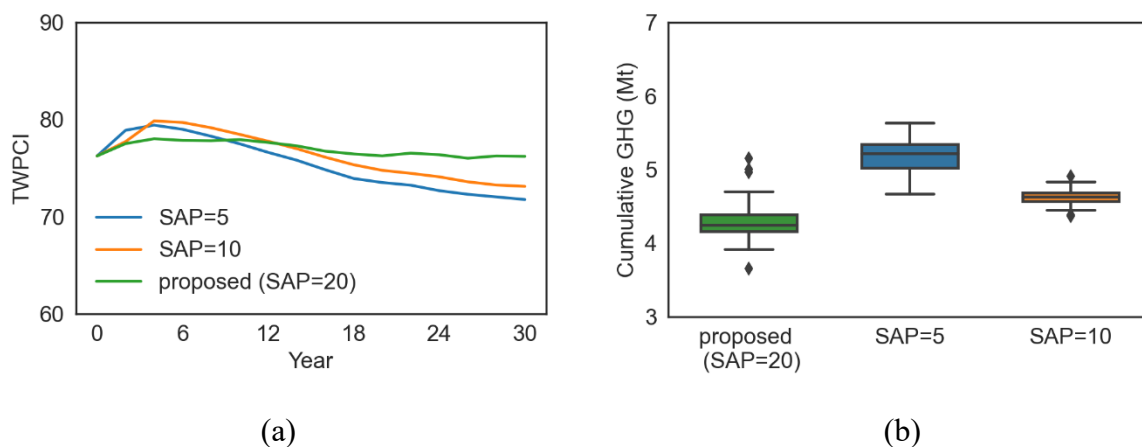 90
80
70
60
TWPCI
SAP=5
SAP=10
proposed (SAP=20)
0 6 12 18 24 30
Year
(a)
7
6
5
4
3
Cumulative GHG (Mt)
proposed SAP=5 SAP=10
(SAP=20)
(b)